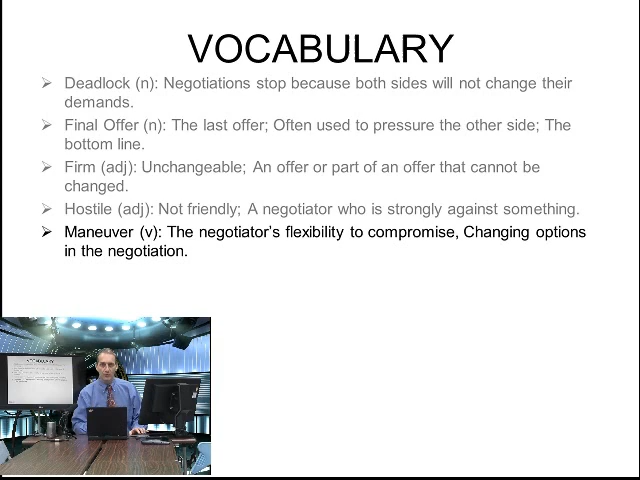 VOCABULARY
Deadlock (n): Negotiations stop because both sides will not change their
demands.
Final Offer (n): The last offer; Often used to pressure the other side; The
bottom line.
Firm (adj): Unchangeable; An offer or part of an offer that cannot be
changed.
Hostile (adj): Not friendly; A negotiator who is strongly against something.
Maneuver (v): The negotiator's flexibility to compromise, Changing options
in the negotiation.
VOCABULARY